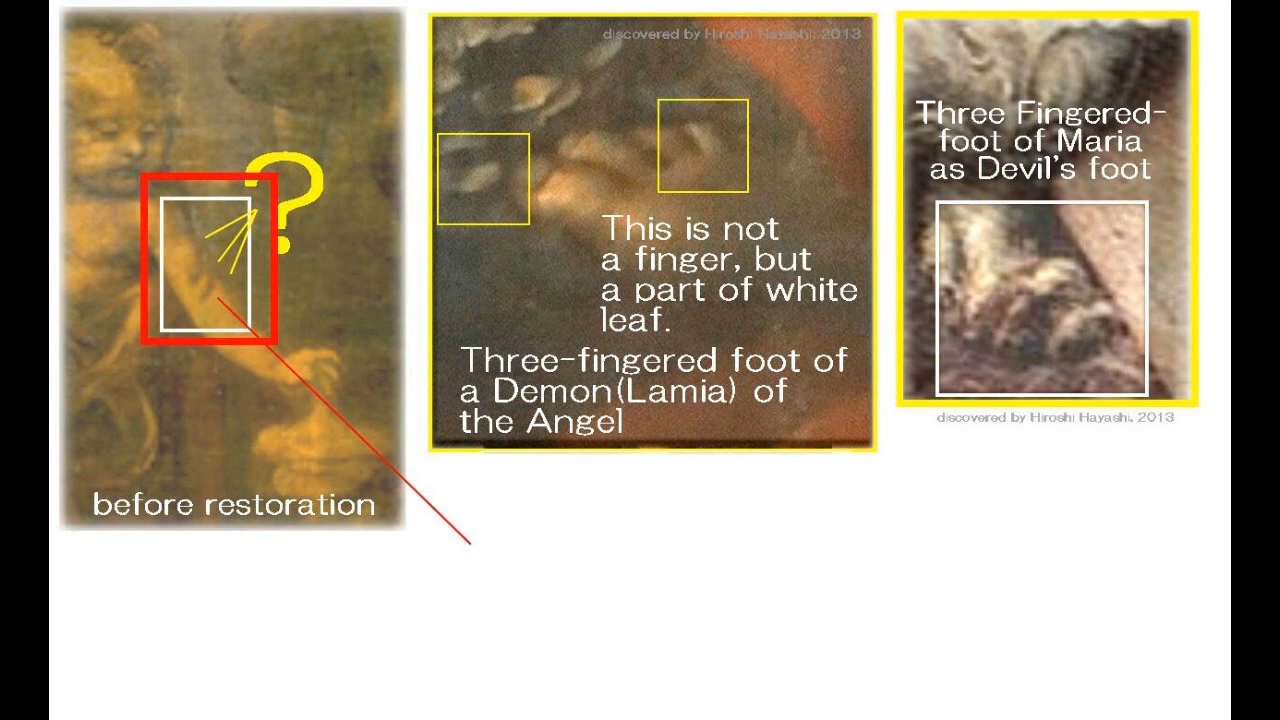 ?
before restoration
discovered by Hiroshi Hayashi. 2013
This is not
a finger, but
a part of white
leaf.
Three-fingered foot of
a Demon(Lamia) of
the Angel
Three Fingered-
foot of Maria
as Devil's foot
discovered by Hiroshi Hayashi. 2013